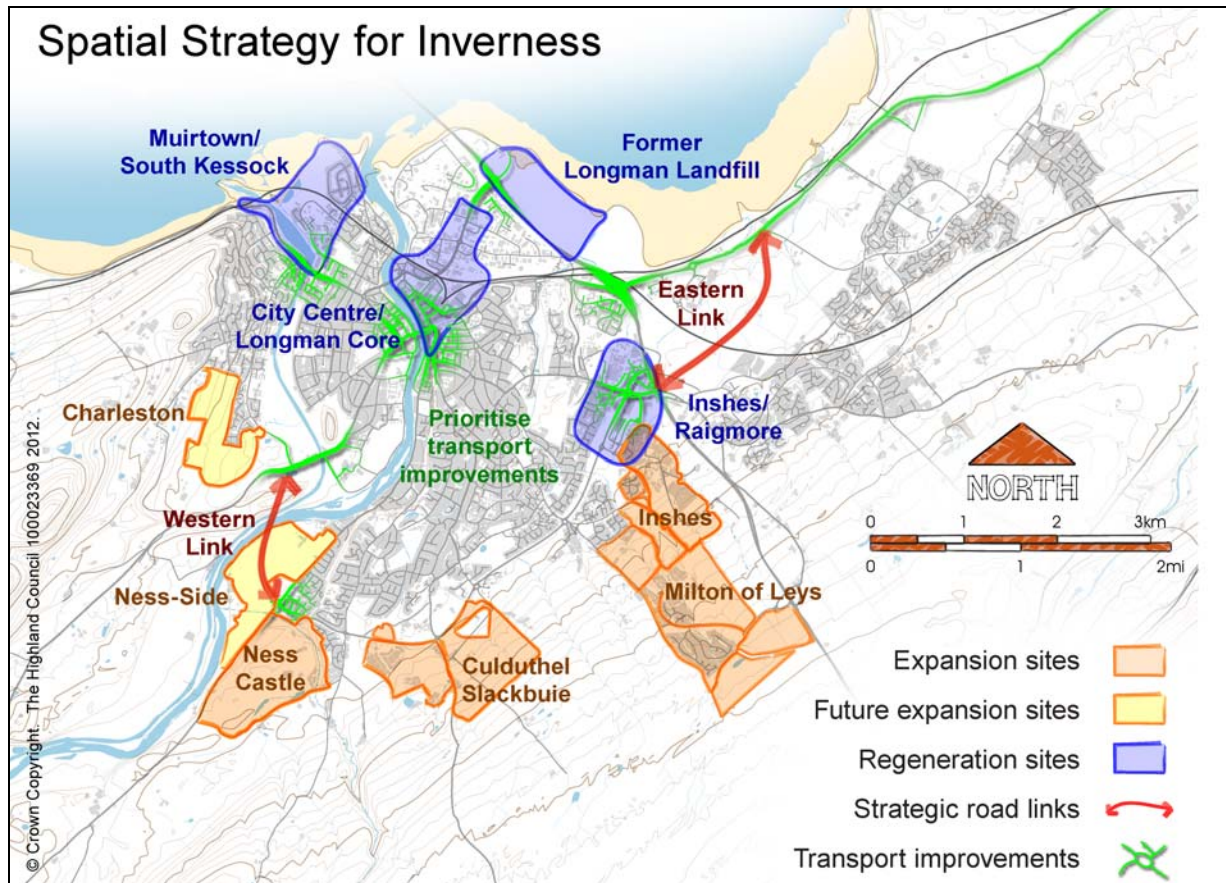 Spatial Strategy for Inverness
Muirtown/
South Kessock
Former
Longman Landfill
City Centre/
Longman Core
Eastern
Link
Charleston
Prioritise
transport
improvements
Inshes/
Raigmore
NORTH
Western
Link
Inshes
0 1 2 3km
0 1 2mi
Ness-Side
Milton of Leys
Ness
Castle
Culduthel
Slackbuie
Expansion sites
Future expansion sites
Regeneration sites
Strategic road links
Transport improvements
© Crown Copyright. The Highland Council 100023369 2012.